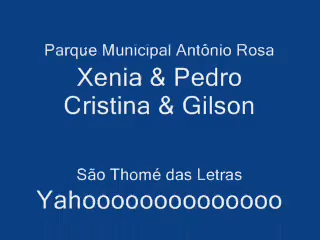 Parque Municipal Antônio Rosa
Xenia & Pedro
Cristina & Gilson
São Thomé das Letras
Yahoooooooooooooo